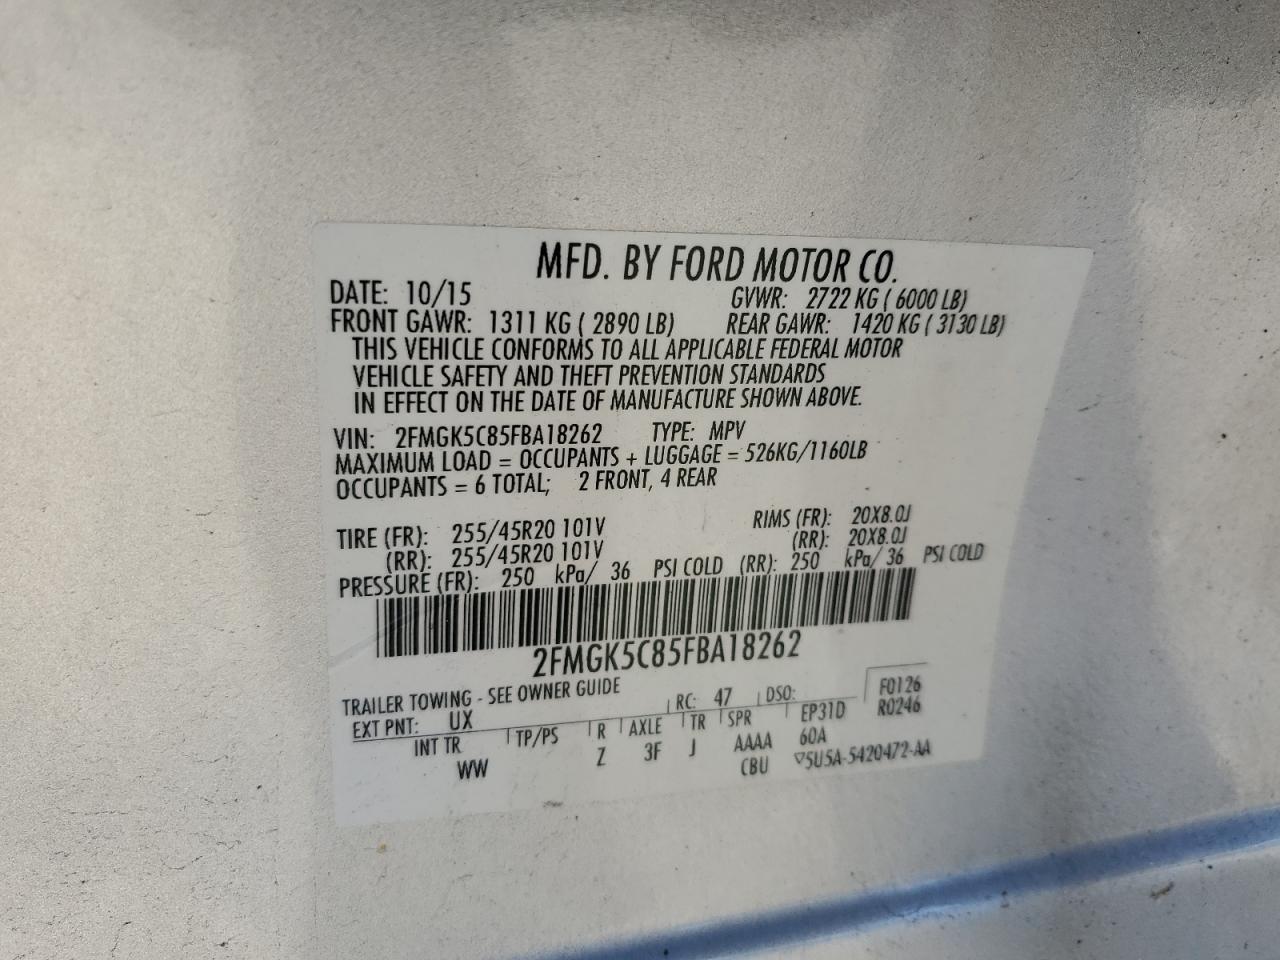 MFD. BY FORD MOTOR CO.
DATE: 10/15 GVWR: 2722 KG ( 6000 LB)
FRONT GAWR: 1311 KG ( 2890 LB) REAR GAWR: 1420 KG ( 3130 LB)
THIS VEHICLE CONFORMS TO ALL APPLICABLE FEDERAL MOTOR
VEHICLE SAFETY AND THEFT PREVENTION STANDARDS
IN EFFECT ON THE DATE OF MANUFACTURE SHOWN ABOVE.
VIN: 2FMGK5C85FBA18262 TYPE: MPV
MAXIMUM LOAD = OCCUPANTS + LUGGAGE = 526KG/1160LB
OCCUPANTS = 6 TOTAL; 2 FRONT, 4 REAR
TIRE (FR): 255/45R20 101V RIMS (FR): 20X8.0J
(RR): 255/45R20 101V (RR): 20X8.0J
PRESSURE (FR): 250 kPa/ 36 PSI COLD (RR): 250 kPa/ 36 PSI COLD
2FMGK5C85FBA18262
TRAILER TOWING - SEE OWNER GUIDE
EXT PNT: UX RC: 47 DSO: F0126
INT TR TP/PS R AXLE TR SPR EP31D R0246
WW Z 3F J AAAA 60A
CBU ▽5U5A-5420472-AA